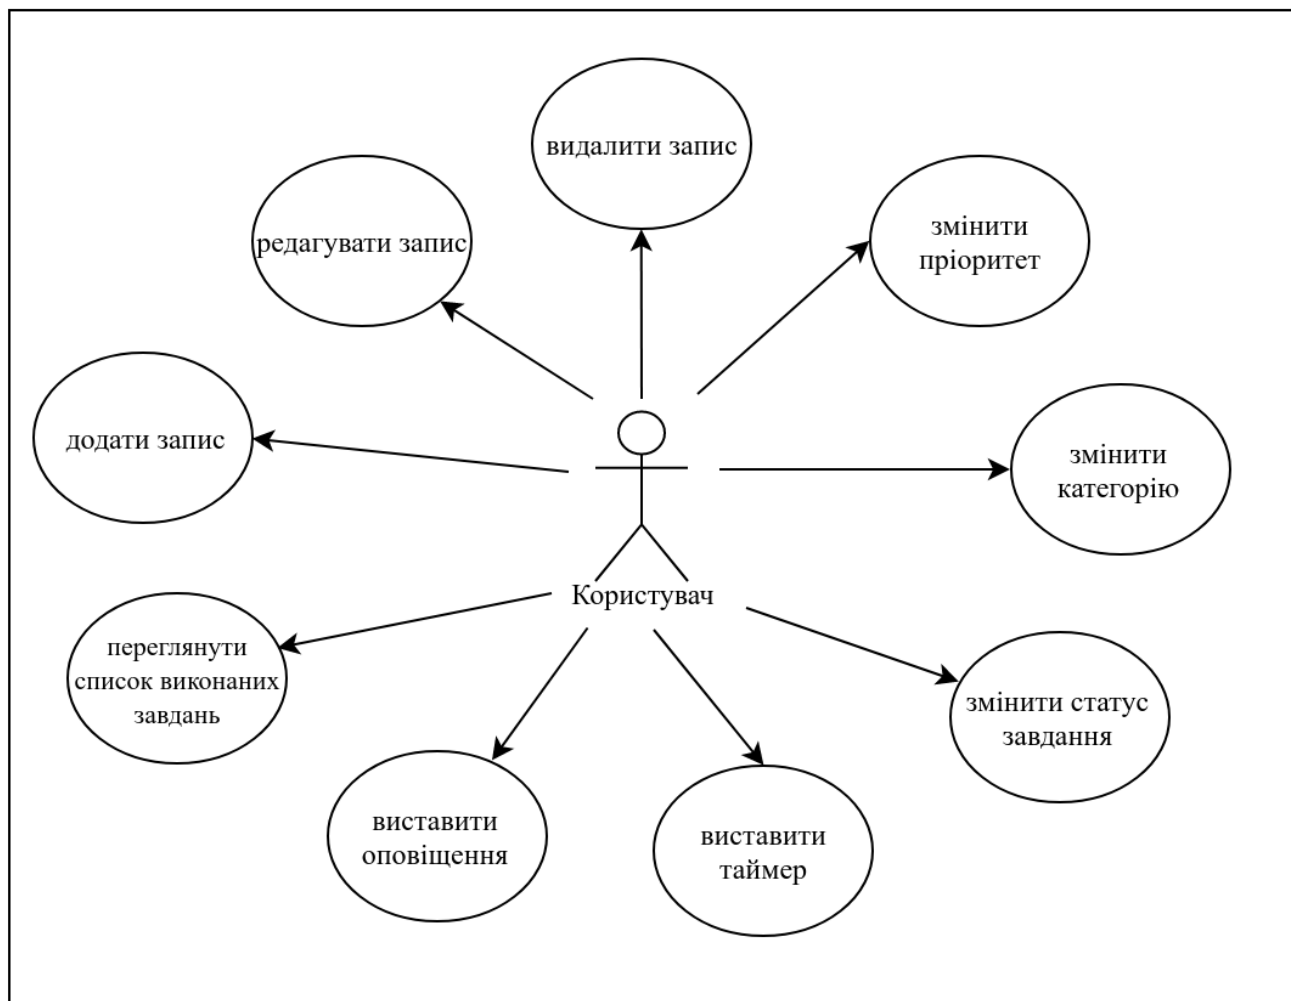 видалити запис
редагувати запис
змінити
пріоритет
додати запис
змінити
категорію
Користувач
переглянути
список виконаних
завдань
змінити статус
завдання
виставити
оповіщення
виставити
таймер